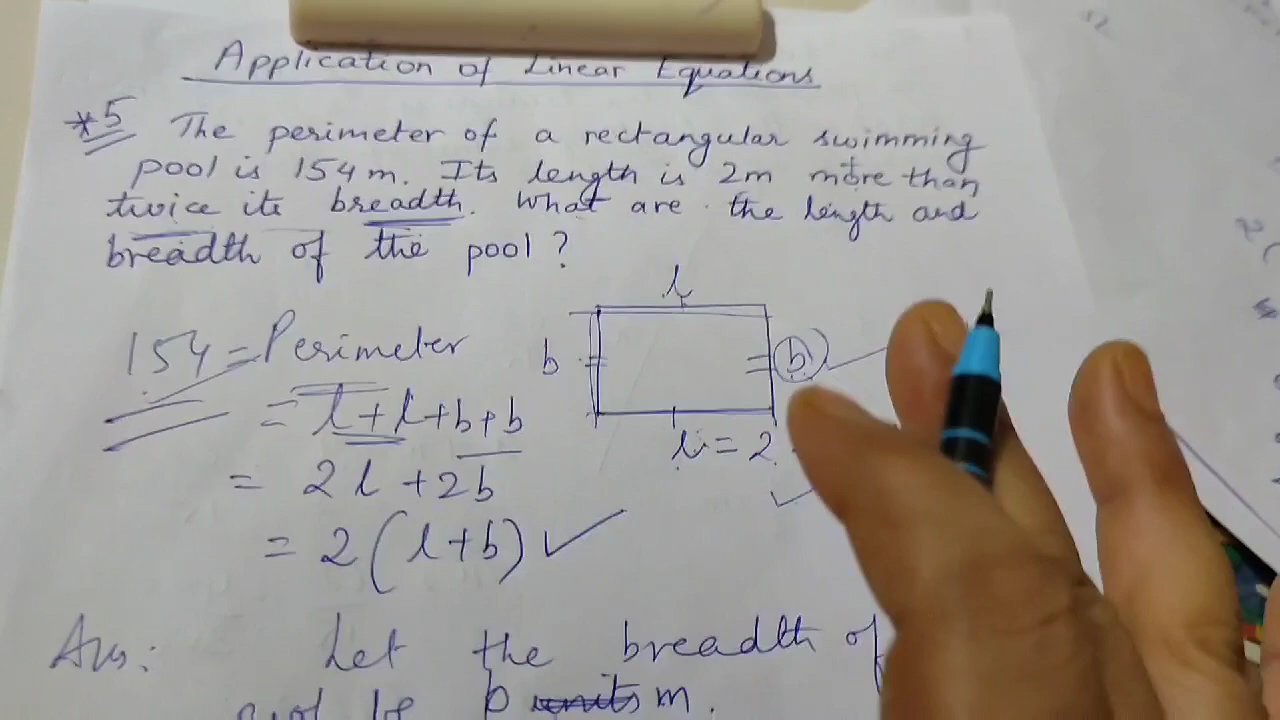 Application of Linear Equations
*5 The perimeter of a rectangular swimming
pool is 154m. Its length is 2m more than
twice its breadth. What are the length and
breadth of the pool?
l
154 = Perimeter
b
b
= l+l+b+b
l = 2
= 2l+2b
= 2(l+b) ✓
Ans: Let the breadth of
be b units m.